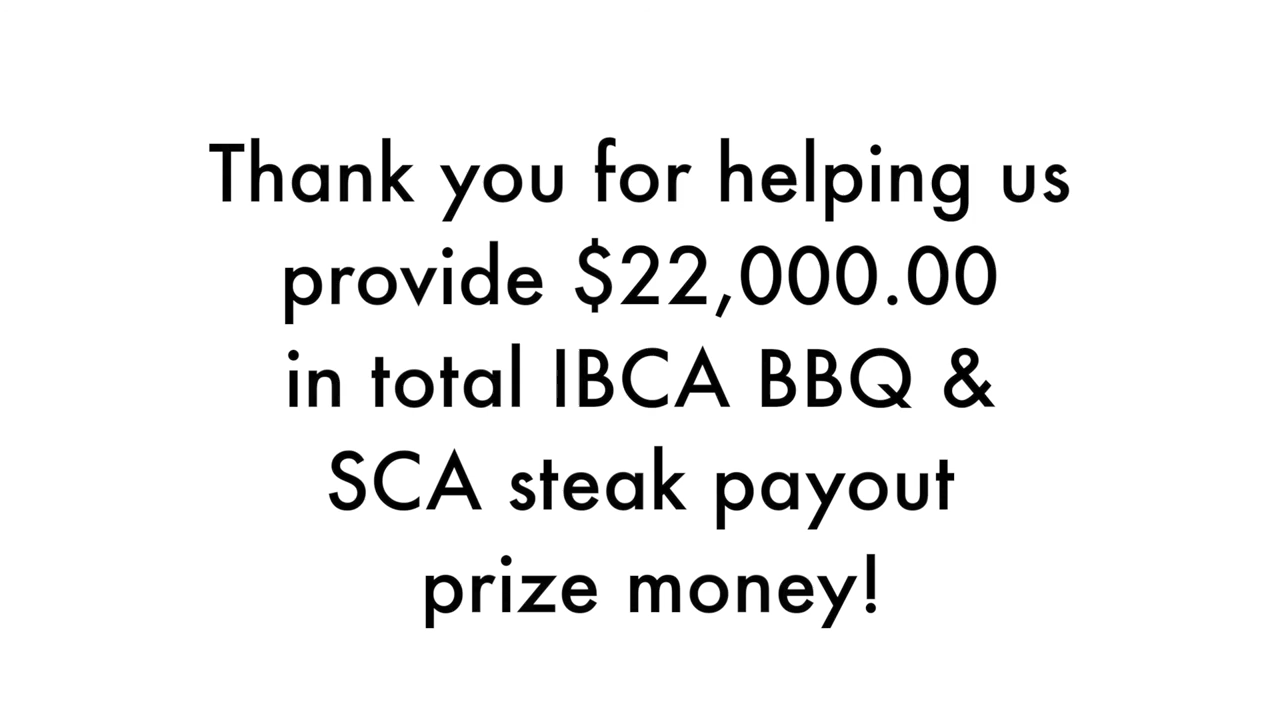 Thank you for helping us
provide $22,000.00
in total IBCA BBQ &
SCA steak payout
prize money!